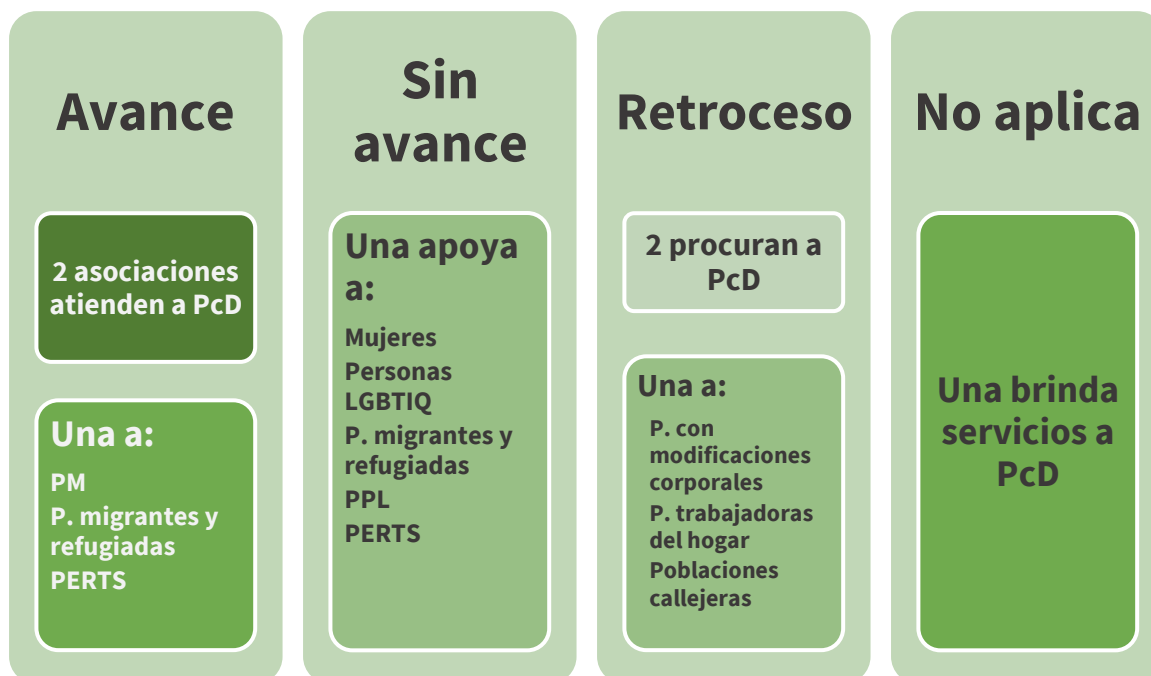 Avance
2 asociaciones
atienden a PcD
Una a:
PM
P. migrantes y
refugiadas
PERTS
Sin
avance
Una apoya
a:
Mujeres
Personas
LGBTIQ
P. migrantes y
refugiadas
PPL
PERTS
Retroceso
2 procuran a
PcD
Una a:
P. con
modificaciones
corporales
P. trabajadoras
del hogar
Poblaciones
callejeras
No aplica
Una brinda
servicios a
PcD